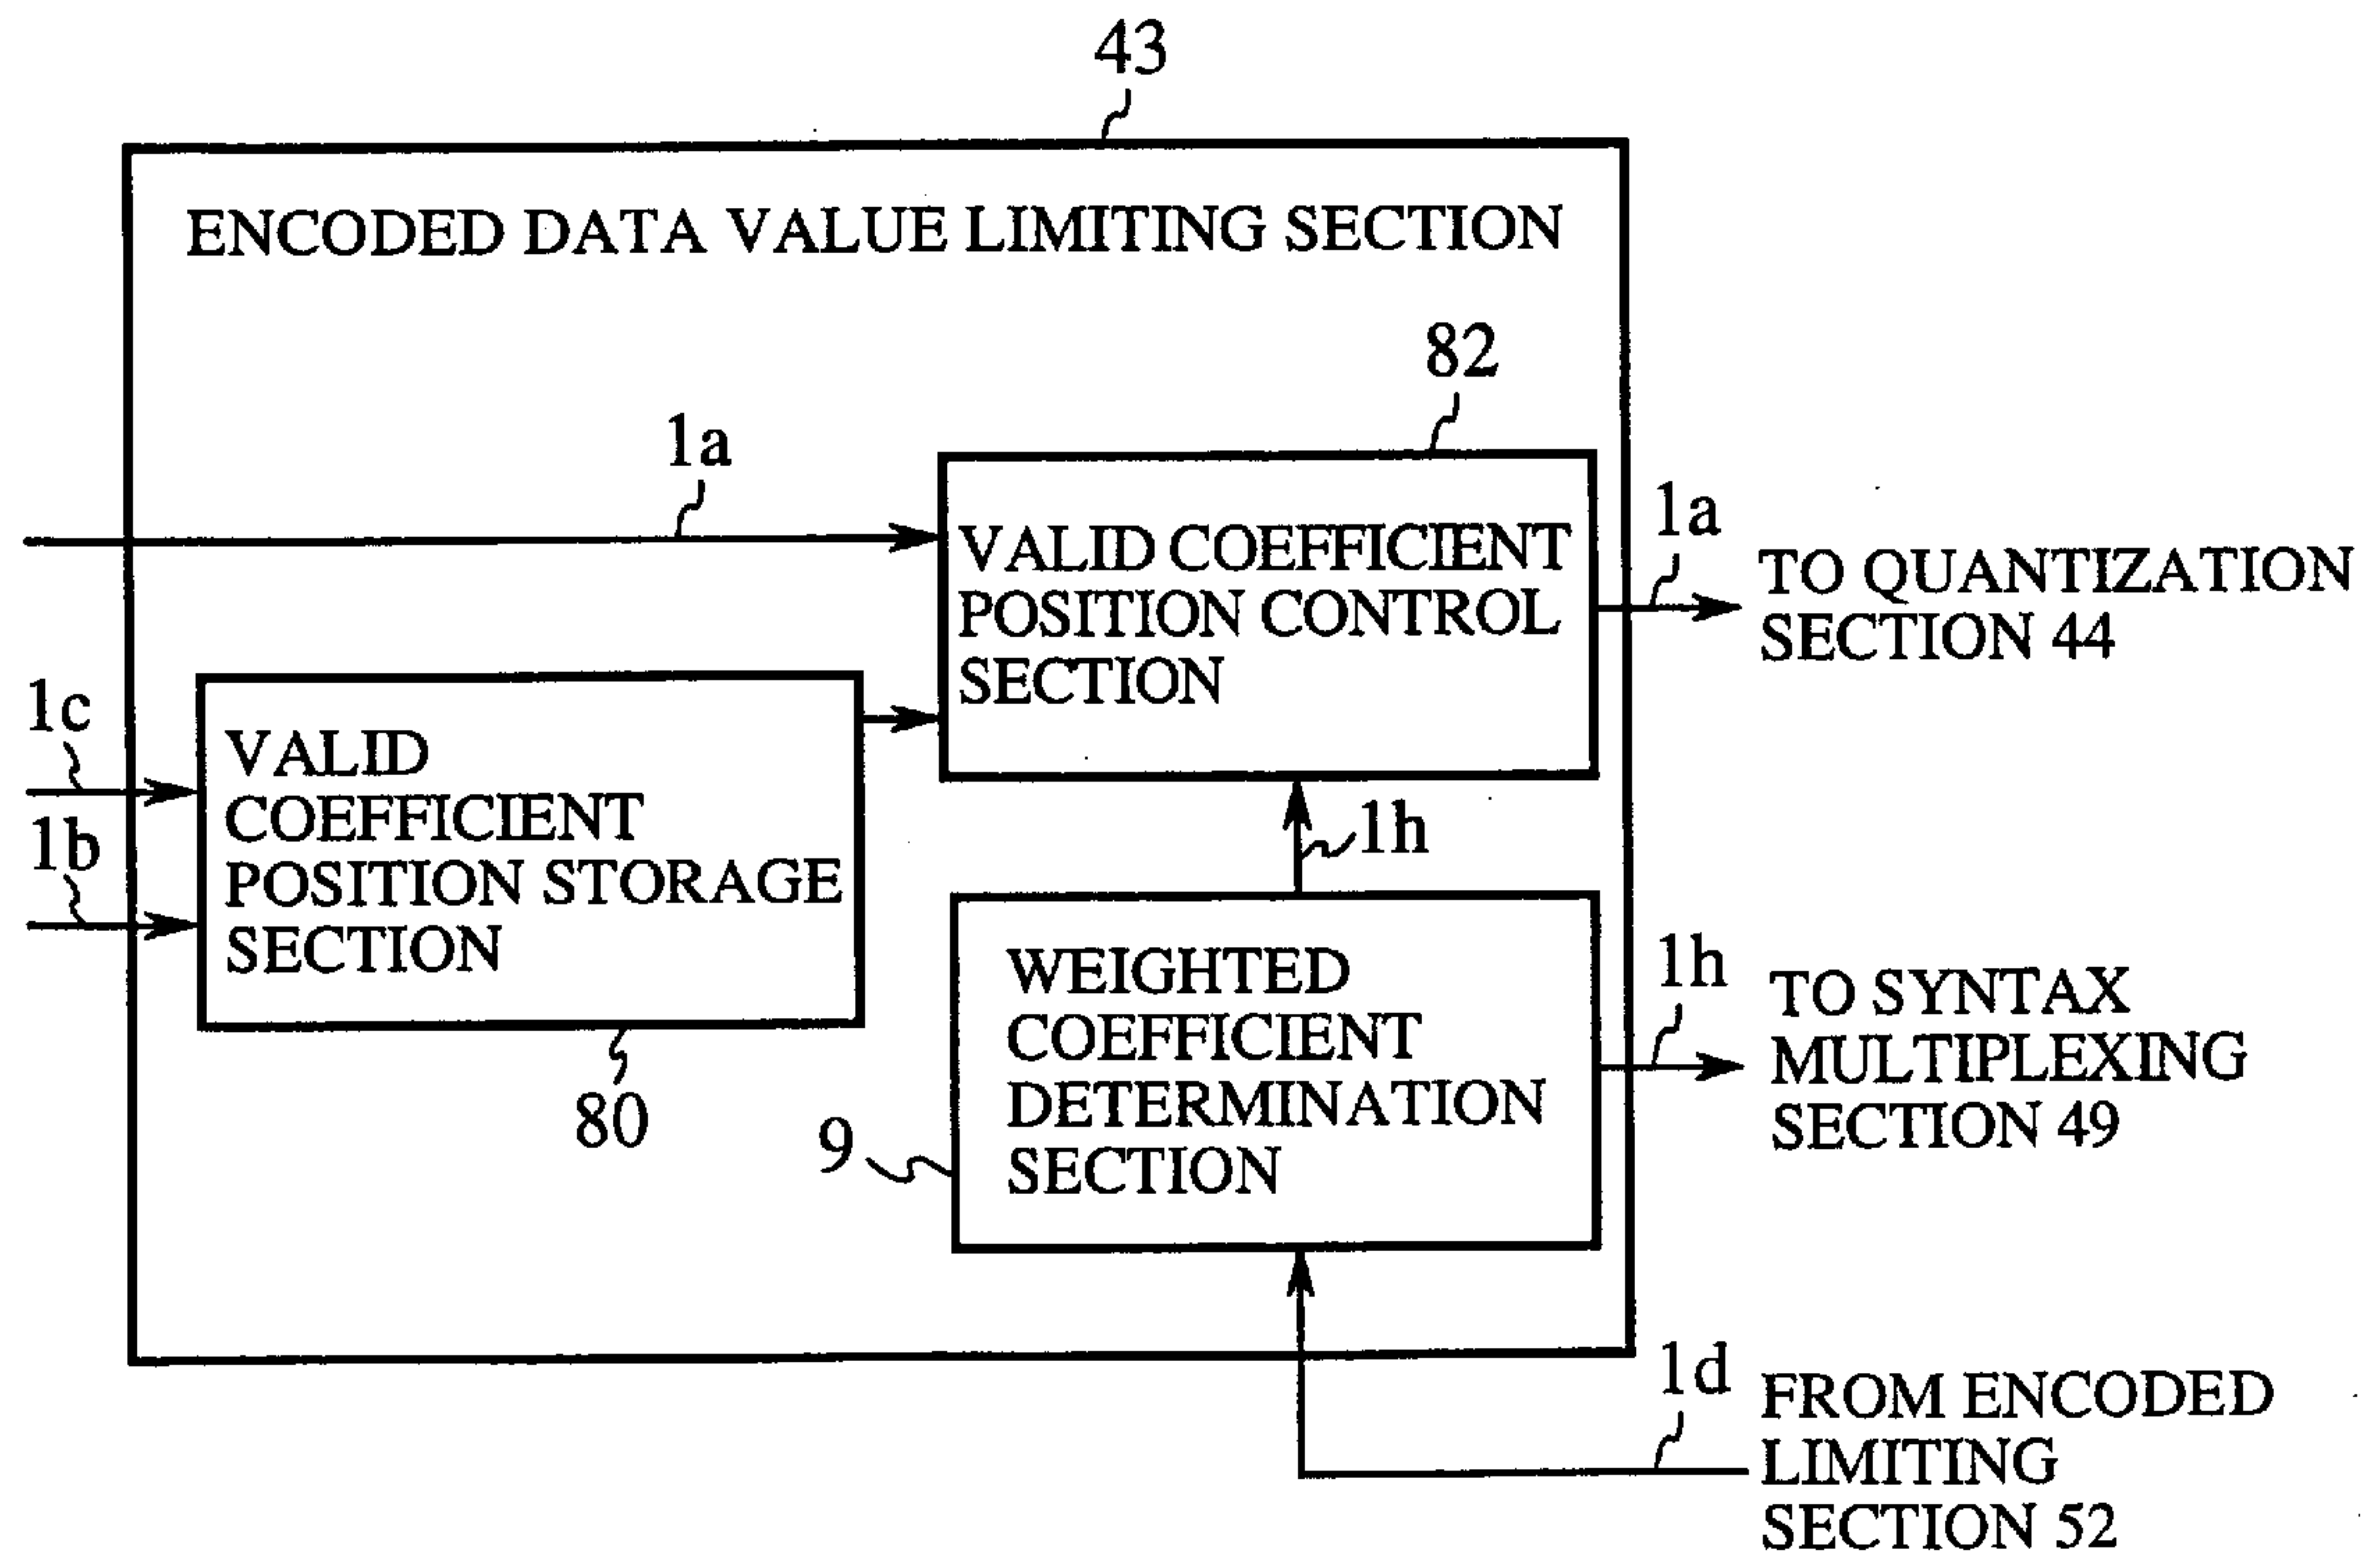 43
ENCODED DATA VALUE LIMITING SECTION
82
1a
VALID COEFFICIENT
POSITION CONTROL
SECTION
1a
TO QUANTIZATION
SECTION 44
1c
1b
VALID
COEFFICIENT
POSITION STORAGE
SECTION
80
1h
WEIGHTED
COEFFICIENT
DETERMINATION
SECTION
9
1h
TO SYNTAX
MULTIPLEXING
SECTION 49
1d
FROM ENCODED
LIMITING
SECTION 52